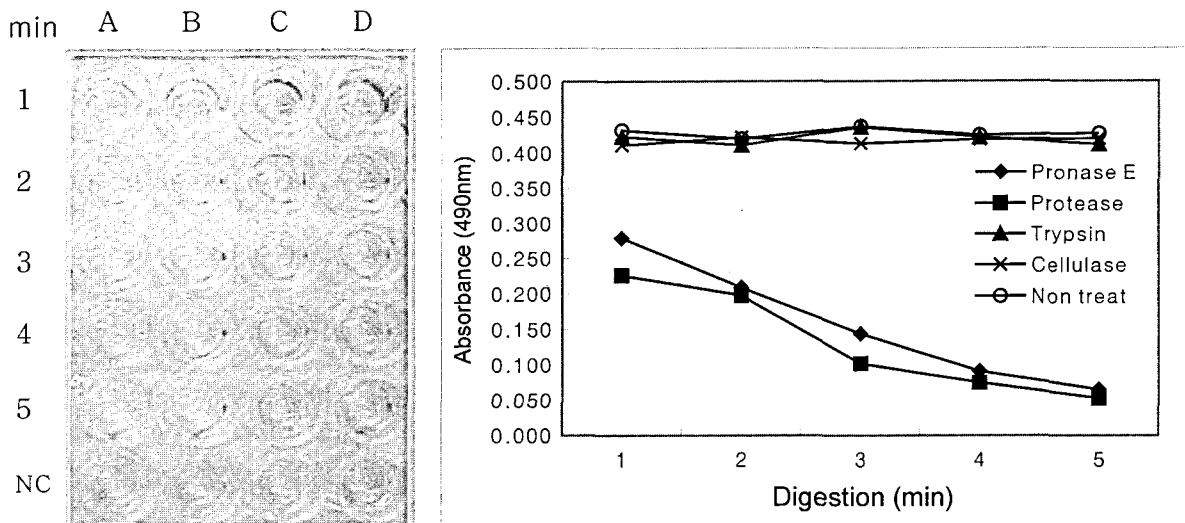 min A B C D
1
2
3
4
5
NC
Absorbance (490nm)
0.500
0.450
0.400
0.350
0.300
0.250
0.200
0.150
0.100
0.050
0.000
Pronase E
Protease
Trypsin
Cellulase
Non treat
1 2 3 4 5
Digestion (min)